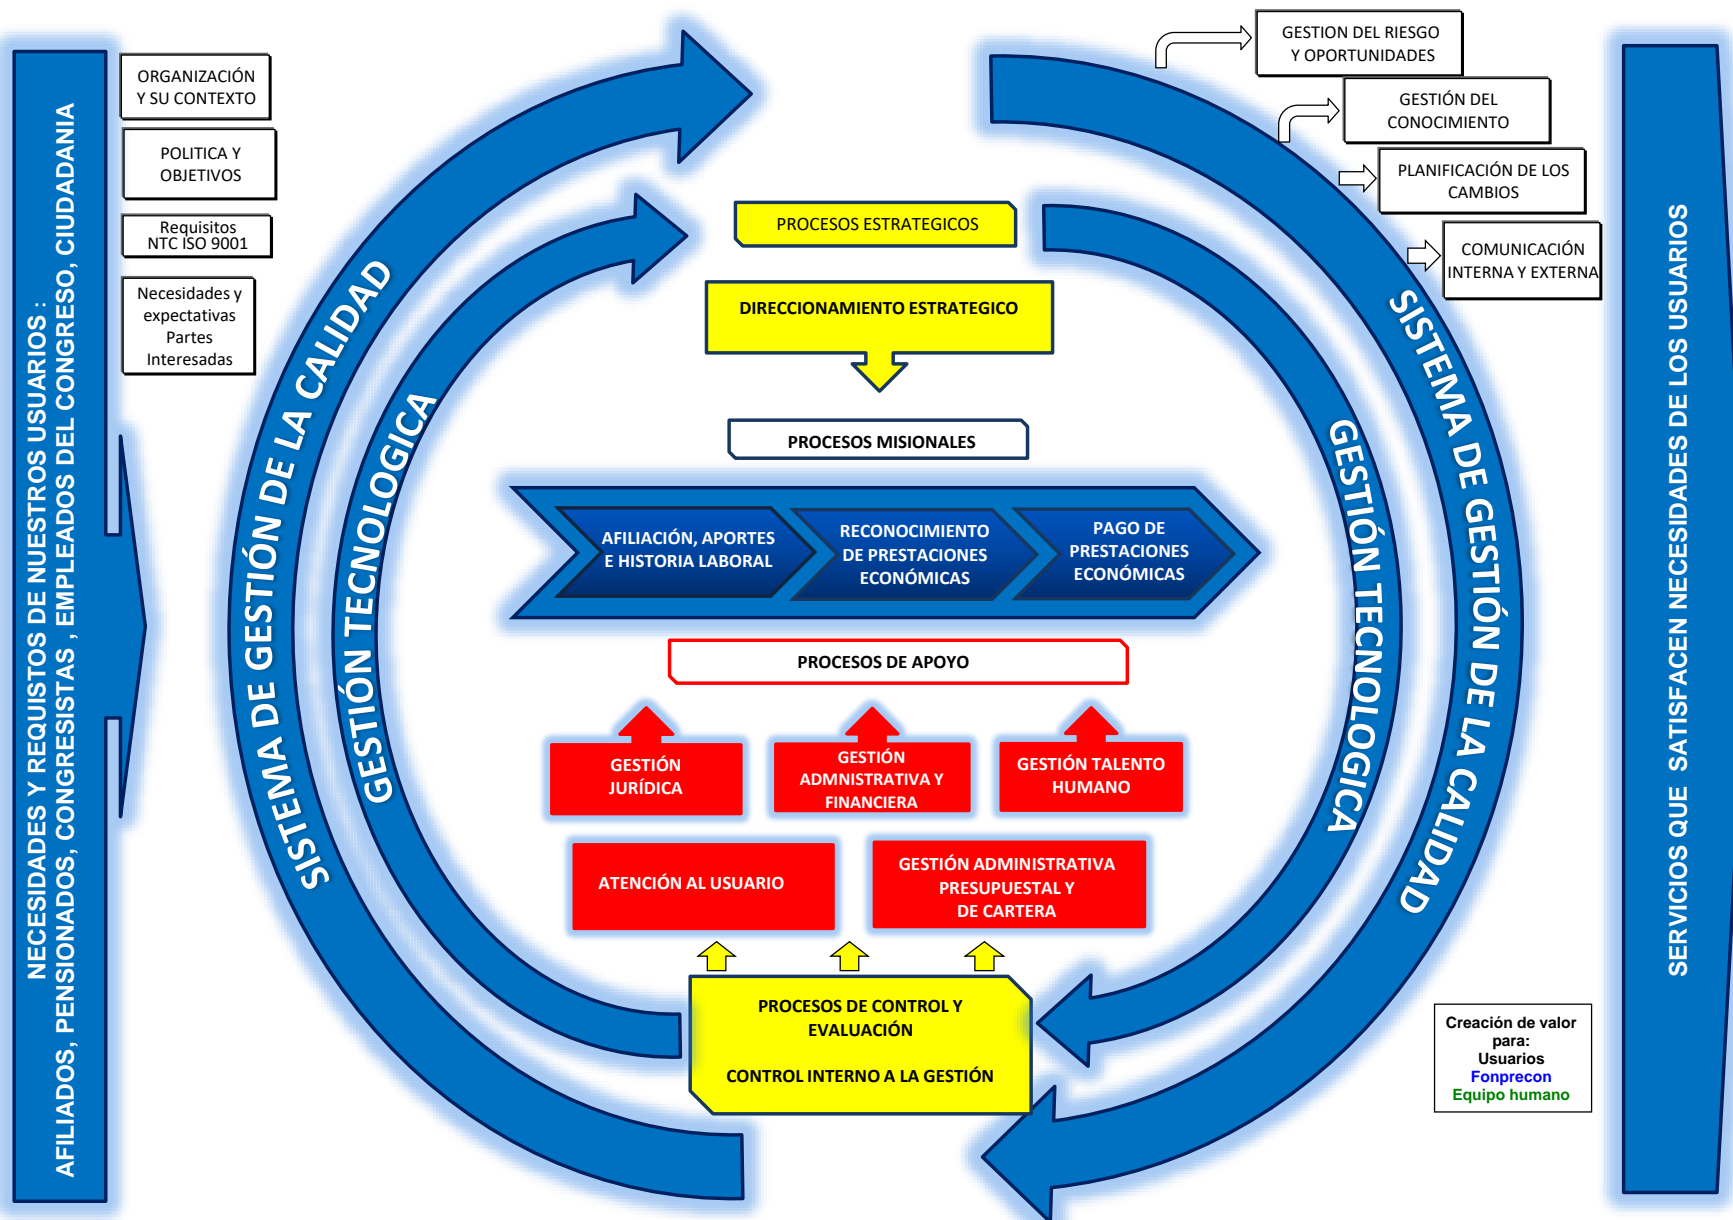 NECESIDADES Y REQUISTOS DE NUESTROS USUARIOS :
AFILIADOS, PENSIONADOS, CONGRESISTAS , EMPLEADOS DEL CONGRESO, CIUDADANIA
ORGANIZACIÓN
Y SU CONTEXTO
POLITICA Y
OBJETIVOS
Requisitos
NTC ISO 9001
Necesidades y
expectativas
Partes
Interesadas
SISTEMA DE GESTIÓN DE LA CALIDAD
GESTIÓN TECNOLOGICA
PROCESOS ESTRATEGICOS
DIRECCIONAMIENTO ESTRATEGICO
PROCESOS MISIONALES
AFILIACIÓN, APORTES
E HISTORIA LABORAL
RECONOCIMIENTO
DE PRESTACIONES
ECONÓMICAS
PAGO DE
PRESTACIONES
ECONÓMICAS
PROCESOS DE APOYO
GESTIÓN
JURÍDICA
GESTIÓN
ADMNISTRATIVA Y
FINANCIERA
GESTIÓN TALENTO
HUMANO
ATENCIÓN AL USUARIO
GESTIÓN ADMINISTRATIVA
PRESUPUESTAL Y
DE CARTERA
PROCESOS DE CONTROL Y
EVALUACIÓN
CONTROL INTERNO A LA GESTIÓN
GESTIÓN TECNOLOGICA
SISTEMA DE GESTIÓN DE LA CALIDAD
GESTION DEL RIESGO
Y OPORTUNIDADES
GESTIÓN DEL
CONOCIMIENTO
PLANIFICACIÓN DE LOS
CAMBIOS
COMUNICACIÓN
INTERNA Y EXTERNA
Creación de valor
para:
Usuarios
Fonprecon
Equipo humano
SERVICIOS QUE SATISFACEN NECESIDADES DE LOS USUARIOS